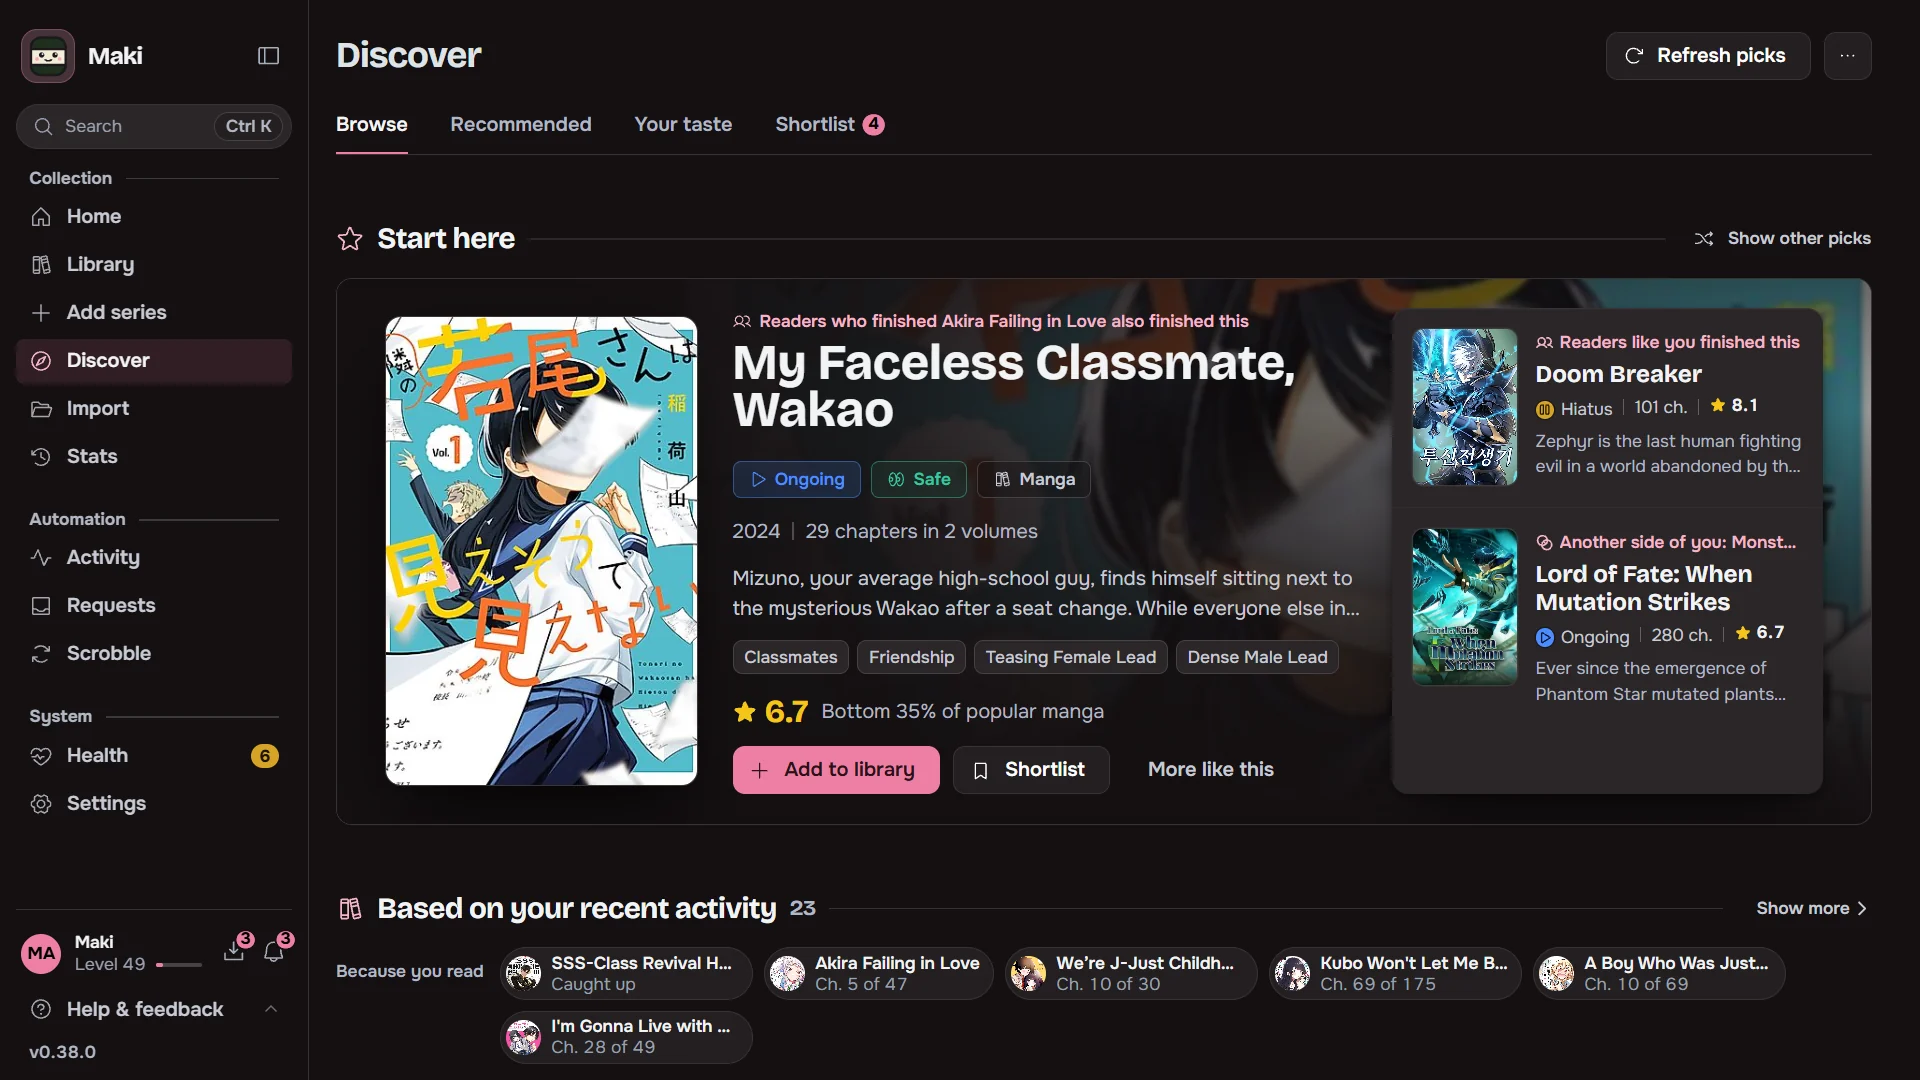 Maki
Search
Ctrl K
Collection
Home
Library
Add series
Discover
Import
Stats
Automation
Activity
Requests
Scrobble
System
Health
6
Settings
MA
Maki
Level 49
3
3
Help & feedback
v0.38.0
Discover
Refresh picks
Browse
Recommended
Your taste
Shortlist 4
Start here
Show other picks
隣の
若尾さんは
稲荷山
Vol. 1
見えそうで
見えない
Readers who finished Akira Failing in Love also finished this
My Faceless Classmate,
Wakao
Ongoing
Safe
Manga
2024
29 chapters in 2 volumes
Mizuno, your average high-school guy, finds himself sitting next to
the mysterious Wakao after a seat change. While everyone else in...
Classmates
Friendship
Teasing Female Lead
Dense Male Lead
6.7
Bottom 35% of popular manga
Add to library
Shortlist
More like this
투신전생기
Readers like you finished this
Doom Breaker
Hiatus
101 ch.
8.1
Zephyr is the last human fighting
evil in a world abandoned by th...
When
Mutation
Strikes
Another side of you: Monst...
Lord of Fate: When
Mutation Strikes
Ongoing
280 ch.
6.7
Ever since the emergence of
Phantom Star mutated plants...
Based on your recent activity 23
Show more
Because you read
SSS-Class Revival H...
Caught up
Akira Failing in Love
Ch. 5 of 47
We're J-Just Childh...
Ch. 10 of 30
Kubo Won't Let Me B...
Ch. 69 of 175
A Boy Who Was Just...
Ch. 10 of 69
I'm Gonna Live with ...
Ch. 28 of 49